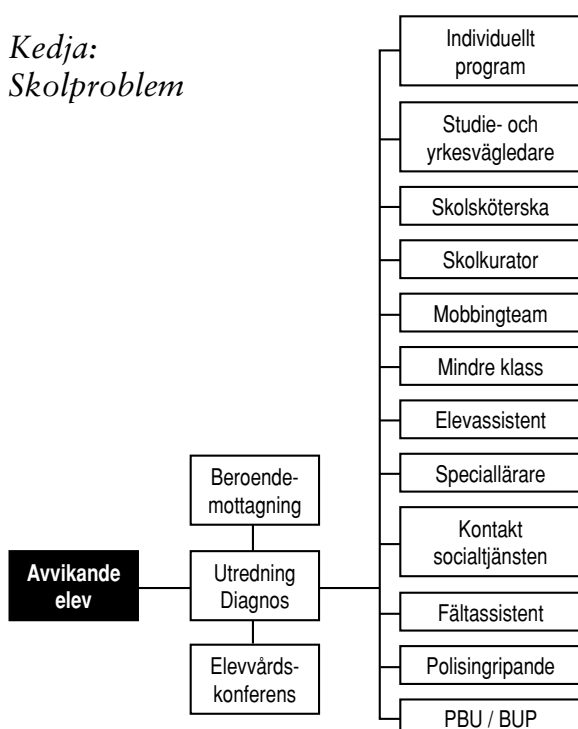 Kedja:
Skolproblem
Individuellt
program
Studie- och
yrkesvägledare
Skolsköterska
Skolkurator
Mobbingteam
Mindre klass
Elevassistent
Speciallärare
Kontakt
socialtjänsten
Fältassistent
Polisingripande
PBU / BUP
Beroende-
mottagning
Utredning
Diagnos
Elevvårds-
konferens
Avvikande
elev